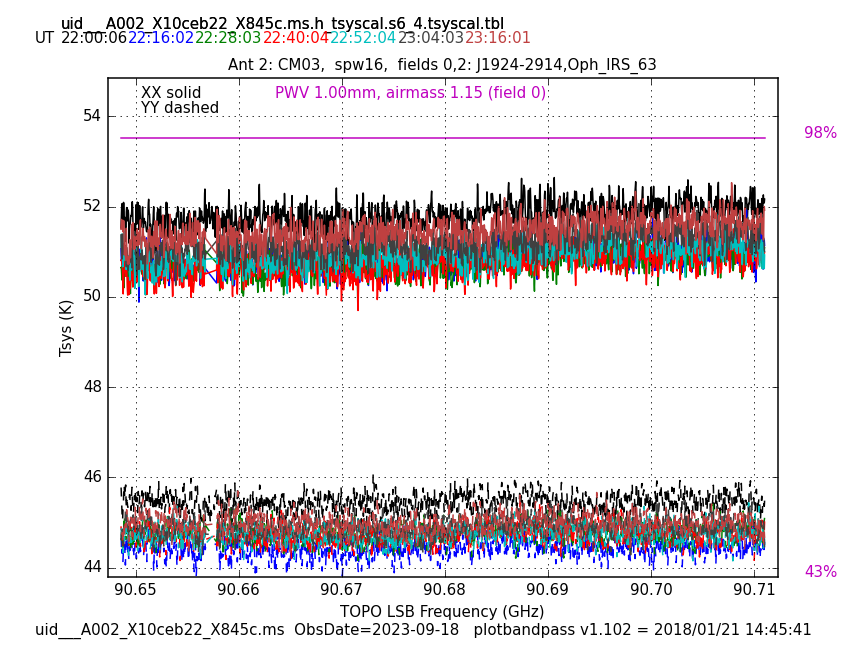 uid___A002_X10ceb22_X845c.ms.h_tsyscal.s6_4.tsyscal.tbl
UT 22:00:06 22:16:02 22:28:03 22:40:04 22:52:04 23:04:03 23:16:01
Ant 2: CM03, spw16, fields 0,2: J1924-2914,Oph_IRS_63
XX solid
YY dashed
PWV 1.00mm, airmass 1.15 (field 0)
98%
43%
54
52
50
48
46
44
Tsys (K)
90.65 90.66 90.67 90.68 90.69 90.70 90.71
TOPO LSB Frequency (GHz)
uid___A002_X10ceb22_X845c.ms ObsDate=2023-09-18 plotbandpass v1.102 = 2018/01/21 14:45:41